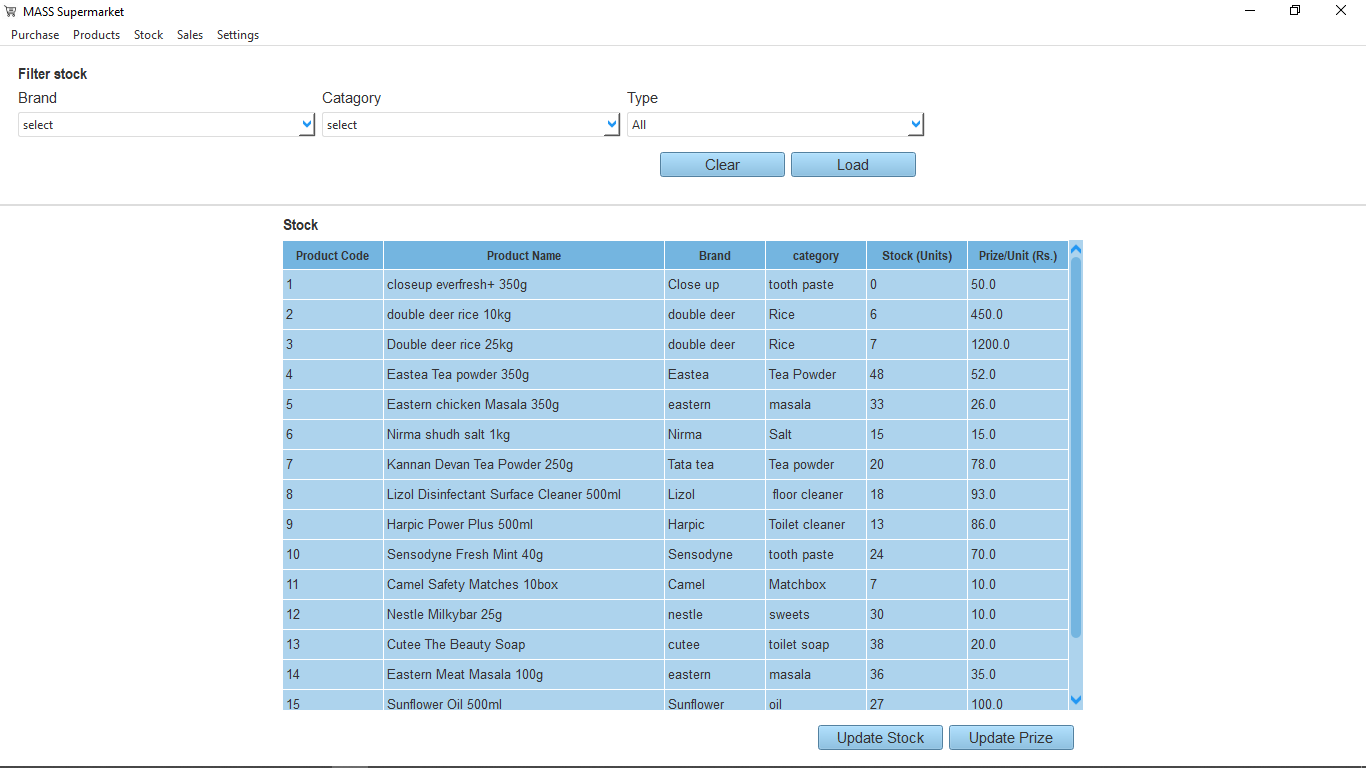 MASS Supermarket
Purchase Products Stock Sales Settings
Filter stock
Brand Catagory Type
select select All
Clear Load
Stock
Product Code Product Name Brand category Stock (Units) Prize/Unit (Rs.)
1 closeup everfresh+ 350g Close up tooth paste 0 50.0
2 double deer rice 10kg double deer Rice 6 450.0
3 Double deer rice 25kg double deer Rice 7 1200.0
4 Eastea Tea powder 350g Eastea Tea Powder 48 52.0
5 Eastern chicken Masala 350g eastern masala 33 26.0
6 Nirma shudh salt 1kg Nirma Salt 15 15.0
7 Kannan Devan Tea Powder 250g Tata tea Tea powder 20 78.0
8 Lizol Disinfectant Surface Cleaner 500ml Lizol floor cleaner 18 93.0
9 Harpic Power Plus 500ml Harpic Toilet cleaner 13 86.0
10 Sensodyne Fresh Mint 40g Sensodyne tooth paste 24 70.0
11 Camel Safety Matches 10box Camel Matchbox 7 10.0
12 Nestle Milkybar 25g nestle sweets 30 10.0
13 Cutee The Beauty Soap cutee toilet soap 38 20.0
14 Eastern Meat Masala 100g eastern masala 36 35.0
15 Sunflower Oil 500ml Sunflower oil 27 100.0
Update Stock Update Prize